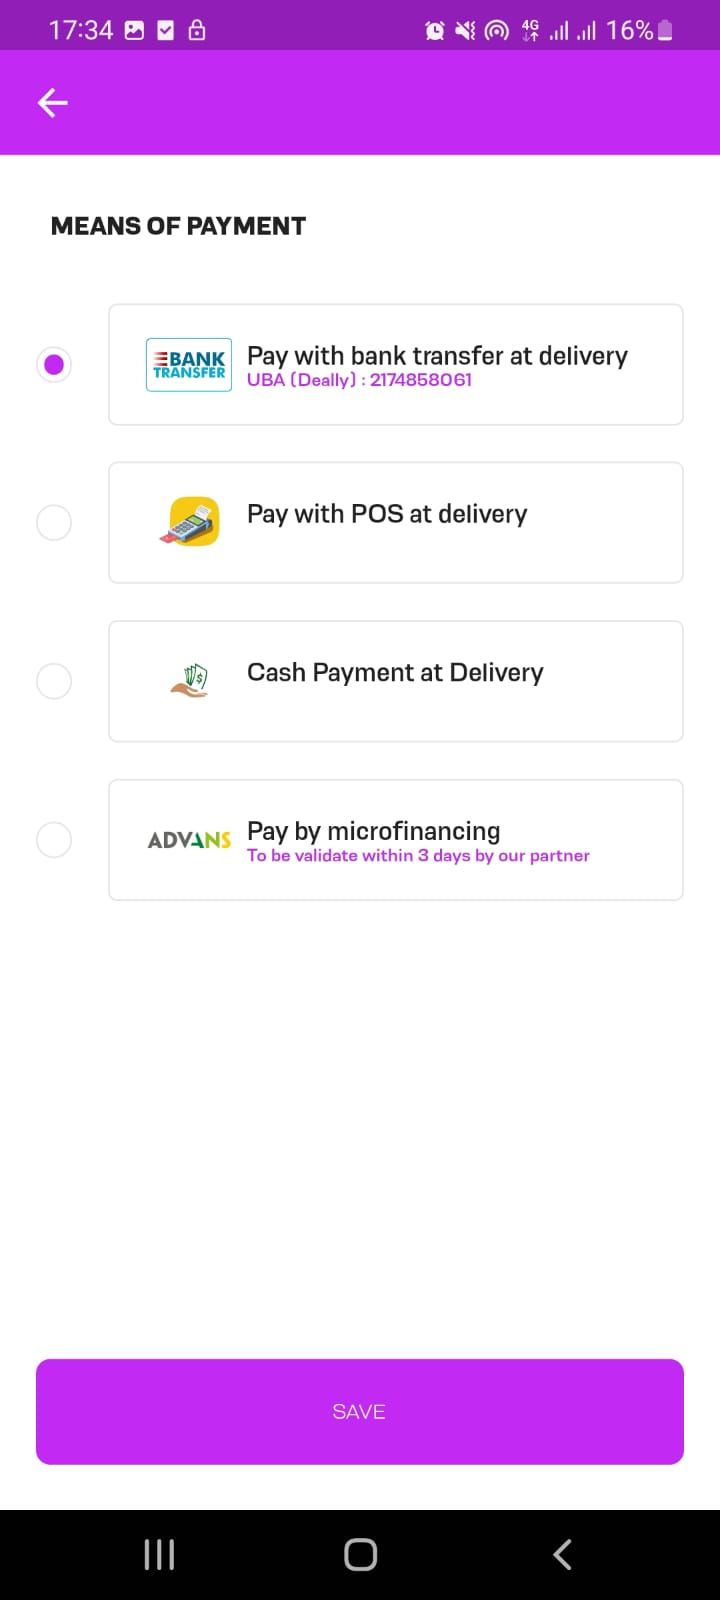 17:34 4G 16%
MEANS OF PAYMENT
BANK
TRANSFER
Pay with bank transfer at delivery
UBA (Deally) : 2174858061
Pay with POS at delivery
Cash Payment at Delivery
ADVANS
Pay by microfinancing
To be validate within 3 days by our partner
SAVE